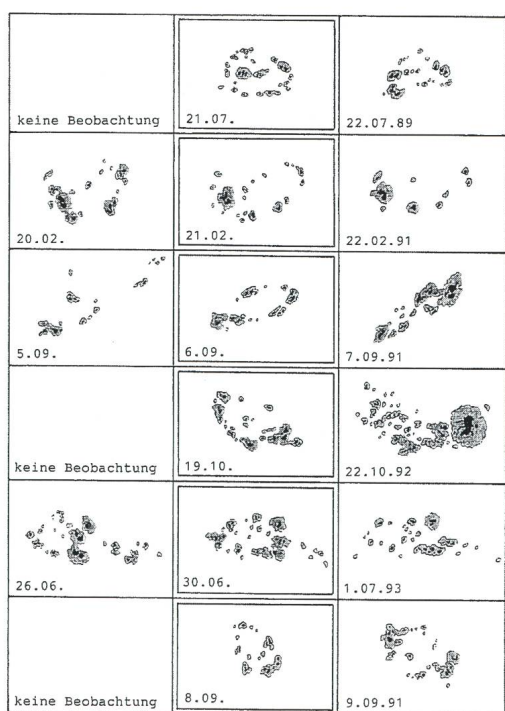 keine Beobachtung 21.07. 22.07.89
20.02. 21.02. 22.02.91
5.09. 6.09. 7.09.91
keine Beobachtung 19.10. 22.10.92
26.06. 30.06. 1.07.93
keine Beobachtung 8.09. 9.09.91